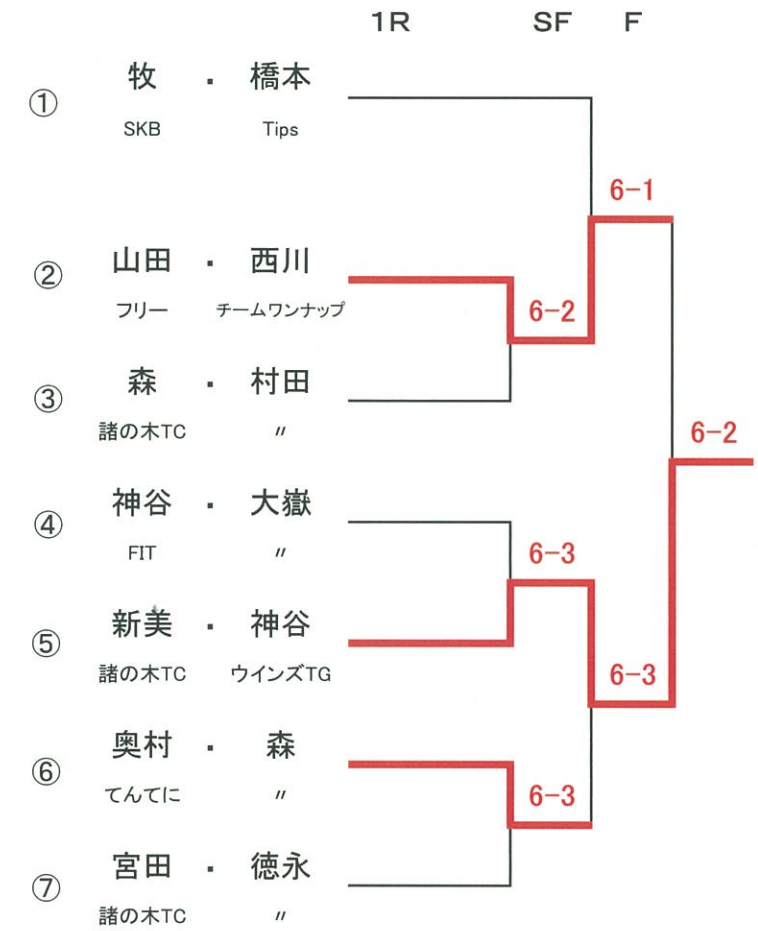 1R SF F
① 牧 ・ 橋本
SKB Tips
6-1
② 山田 ・ 西川
フリー チームワンナップ
6-2
③ 森 ・ 村田
諸の木TC 〃
6-2
④ 神谷 ・ 大嶽
FIT 〃
6-3
⑤ 新美 ・ 神谷
諸の木TC ウインズTG
6-3
⑥ 奥村 ・ 森
てんてに 〃
6-3
⑦ 宮田 ・ 徳永
諸の木TC 〃